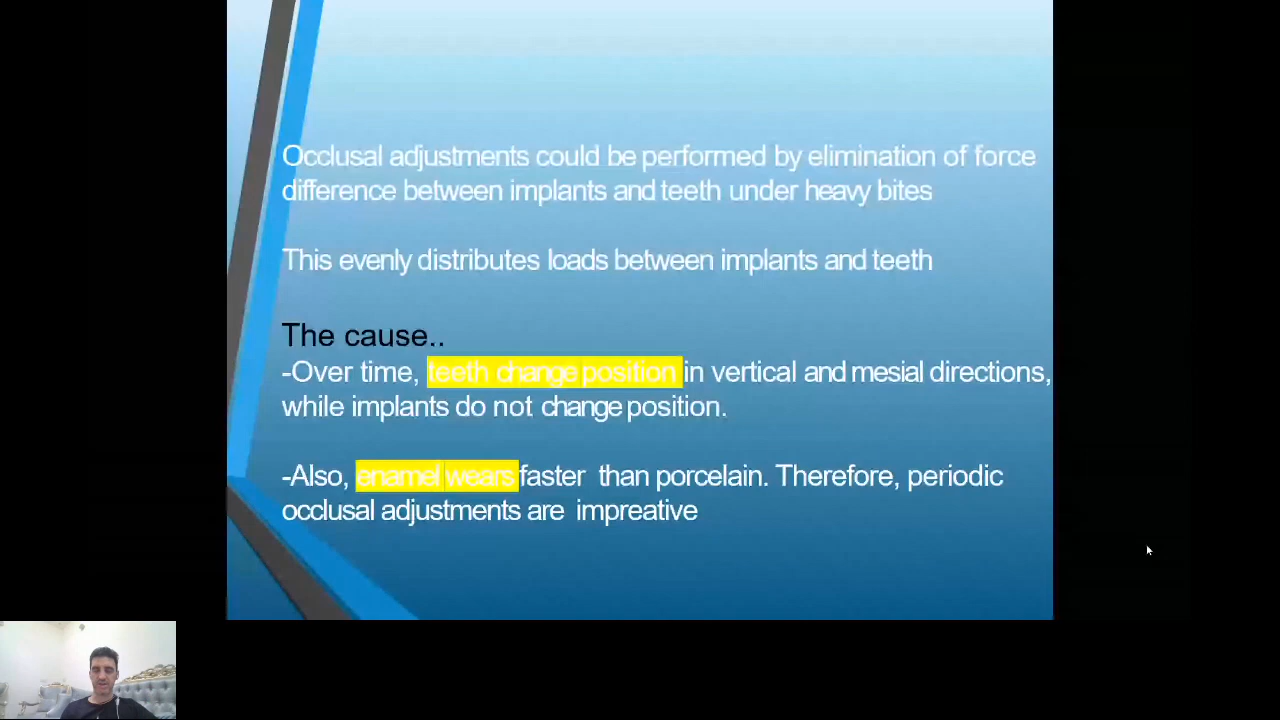 Occlusal adjustments could be performed by elimination of force
difference between implants and teeth under heavy bites
This evenly distributes loads between implants and teeth
The cause..
-Over time, teeth change position in vertical and mesial directions,
while implants do not change position.
-Also, enamel wears faster than porcelain. Therefore, periodic
occlusal adjustments are impreative